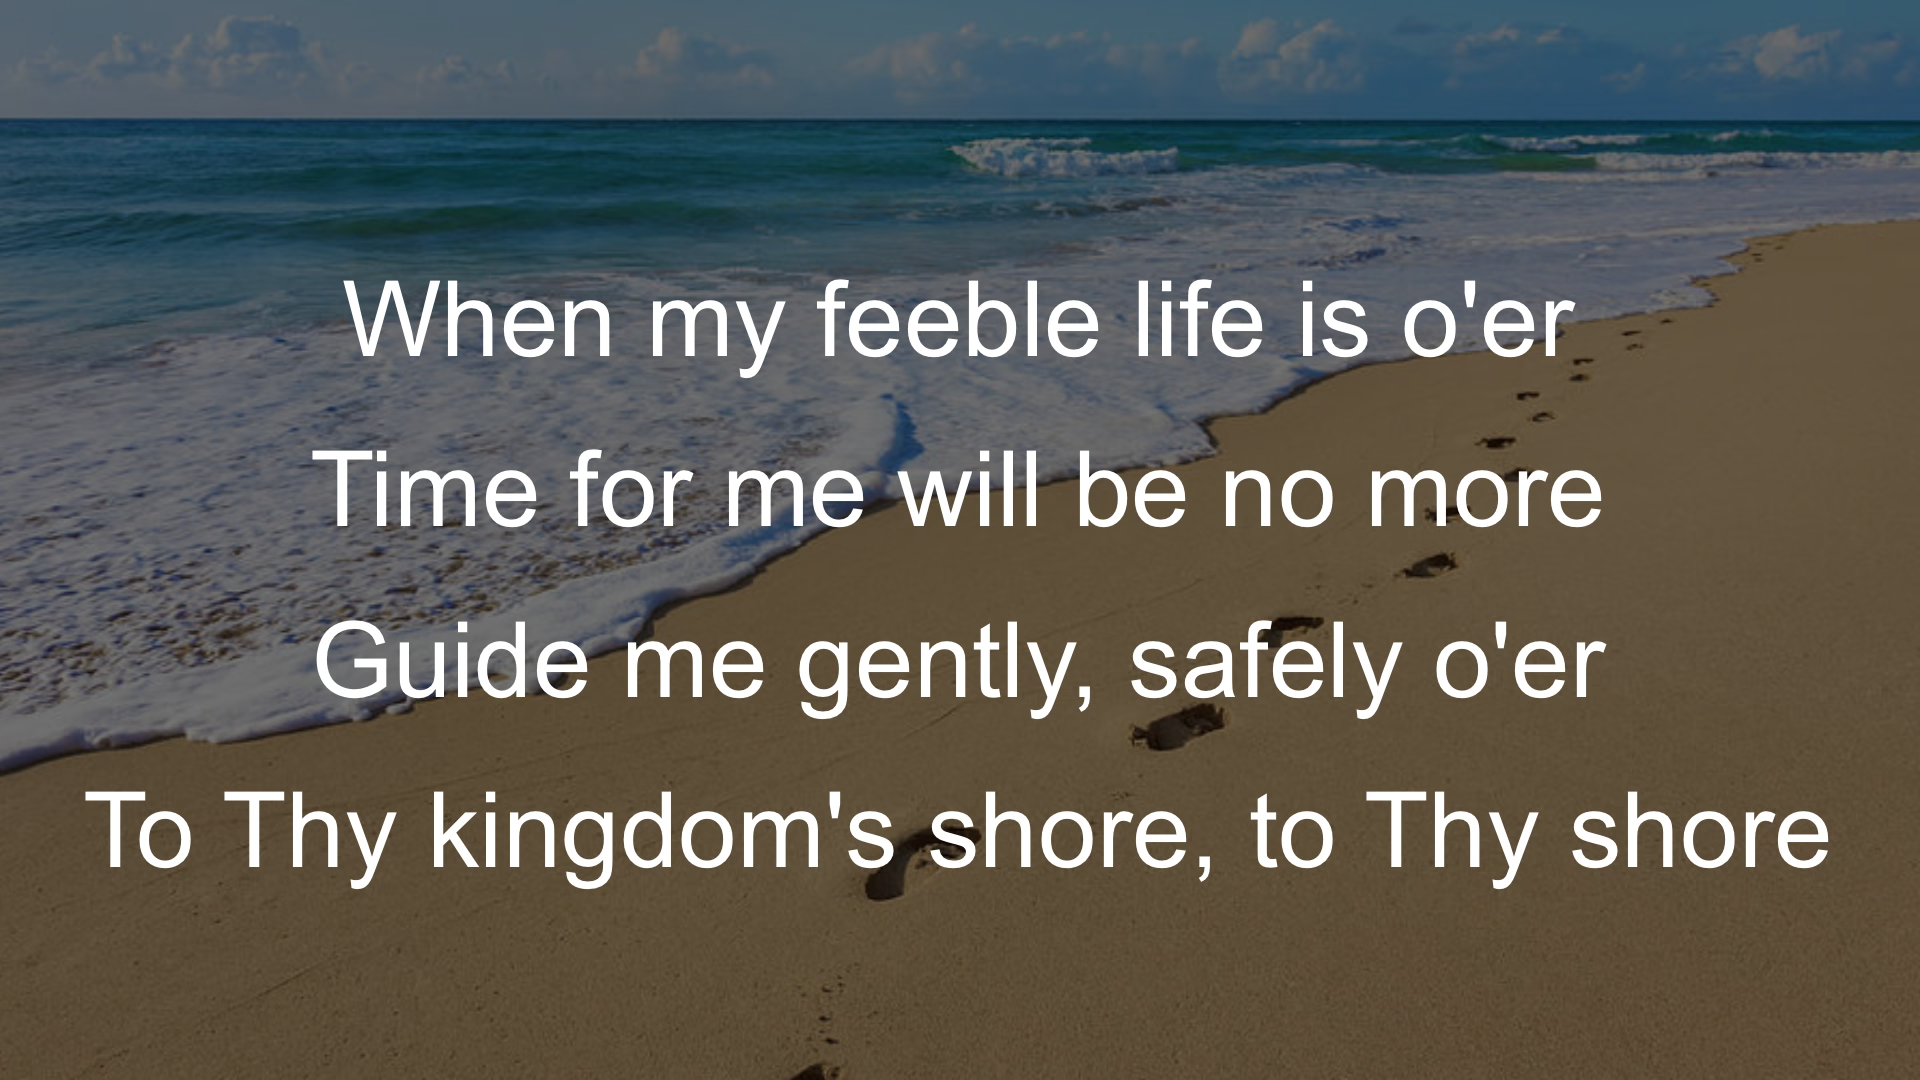 When my feeble life is o'er
Time for me will be no more
Guide me gently, safely o'er
To Thy kingdom's shore, to Thy shore